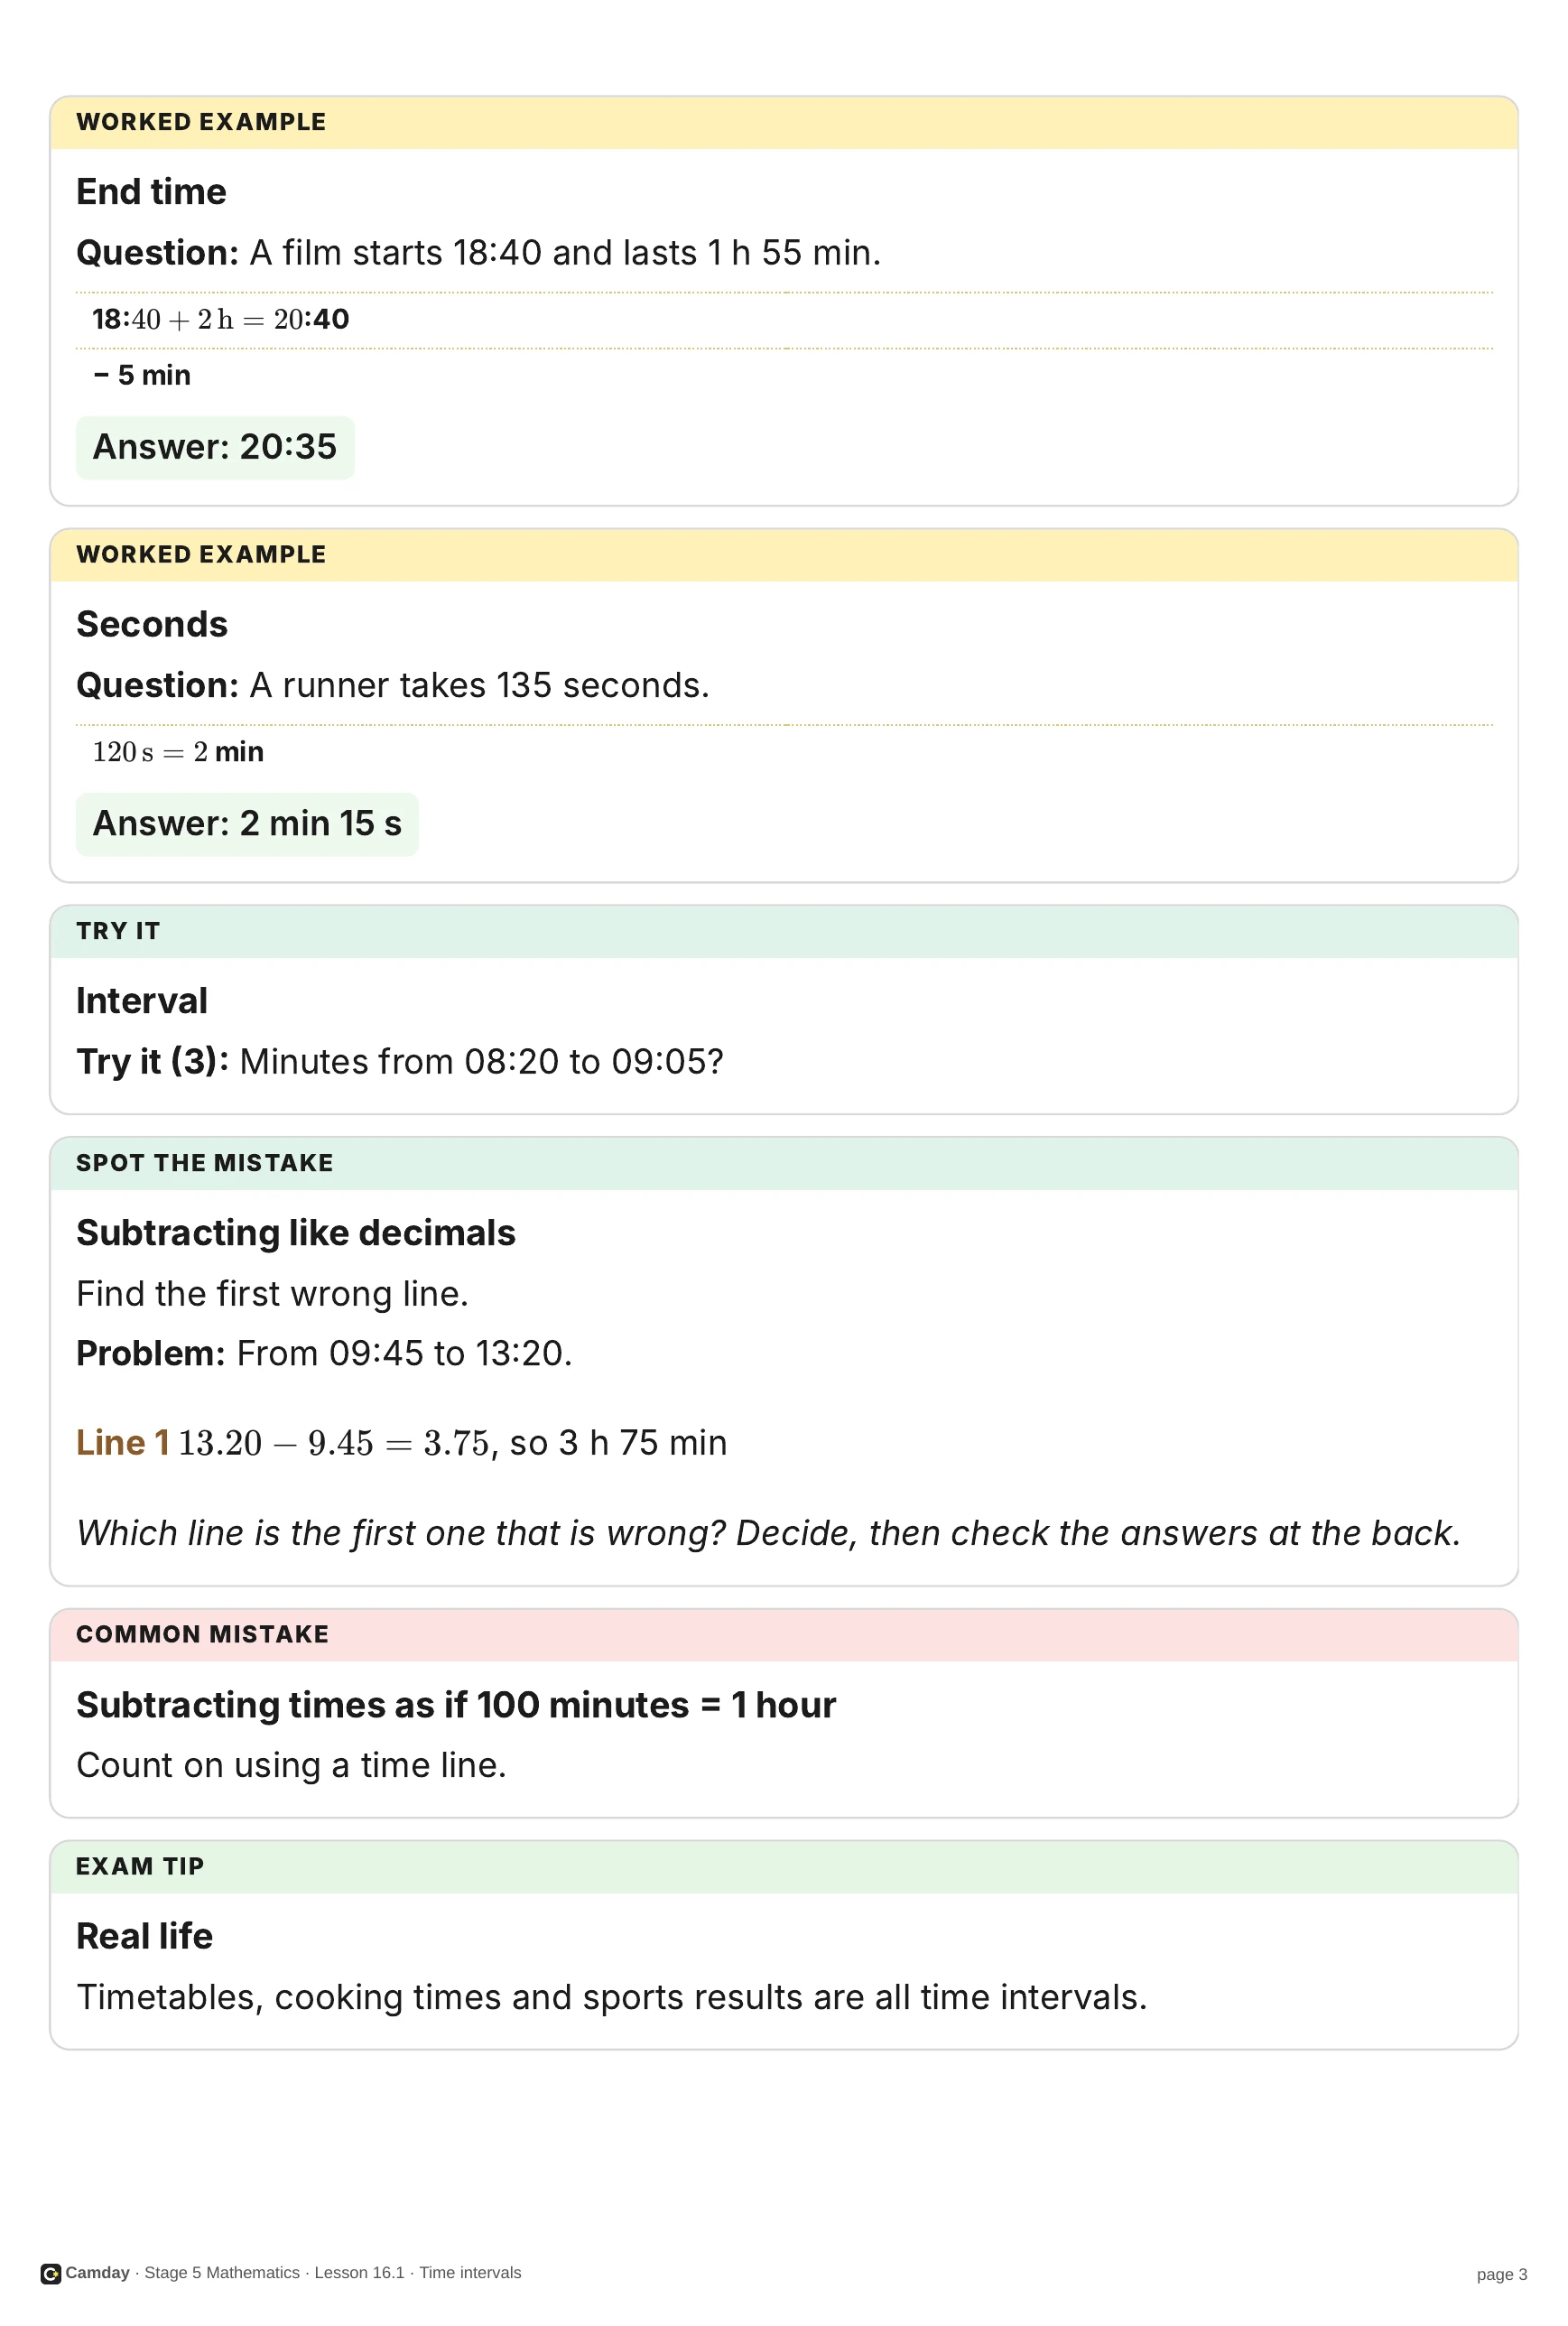 WORKED EXAMPLE
End time
Question: A film starts 18:40 and lasts 1 h 55 min.
18:40 + 2 h = 20:40
− 5 min
Answer: 20:35
WORKED EXAMPLE
Seconds
Question: A runner takes 135 seconds.
120 s = 2 min
Answer: 2 min 15 s
TRY IT
Interval
Try it (3): Minutes from 08:20 to 09:05?
SPOT THE MISTAKE
Subtracting like decimals
Find the first wrong line.
Problem: From 09:45 to 13:20.
Line 1 13.20 − 9.45 = 3.75, so 3 h 75 min
Which line is the first one that is wrong? Decide, then check the answers at the back.
COMMON MISTAKE
Subtracting times as if 100 minutes = 1 hour
Count on using a time line.
EXAM TIP
Real life
Timetables, cooking times and sports results are all time intervals.
Camday · Stage 5 Mathematics · Lesson 16.1 · Time intervals
page 3